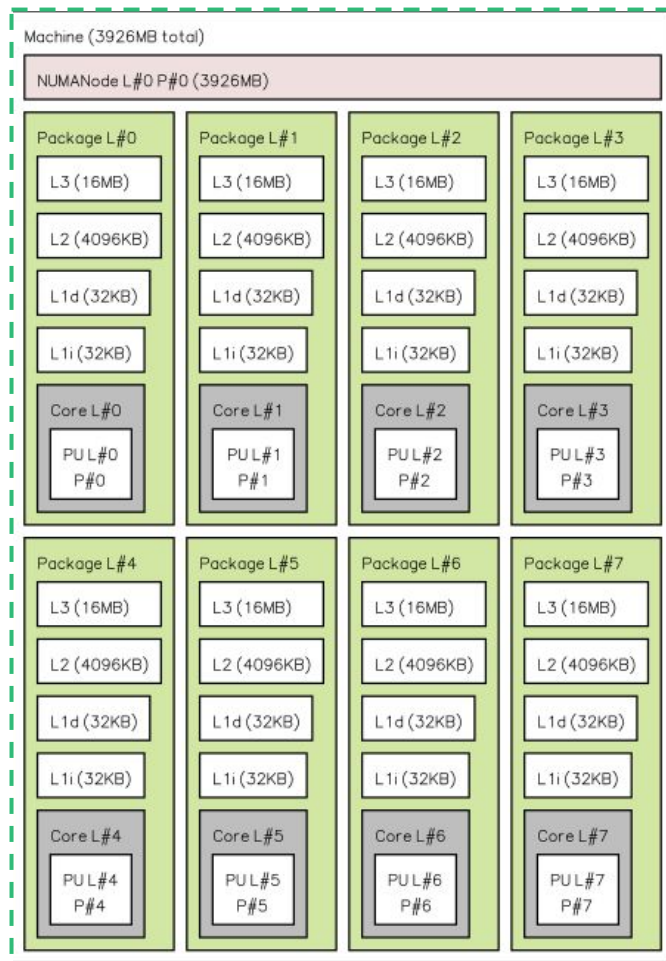 Machine (3926MB total)
NUMANode L#0 P#0 (3926MB)
Package L#0
L3 (16MB)
L2 (4096KB)
L1d (32KB)
L1i (32KB)
Core L#0
PU L#0
P#0
Package L#1
L3 (16MB)
L2 (4096KB)
L1d (32KB)
L1i (32KB)
Core L#1
PU L#1
P#1
Package L#2
L3 (16MB)
L2 (4096KB)
L1d (32KB)
L1i (32KB)
Core L#2
PU L#2
P#2
Package L#3
L3 (16MB)
L2 (4096KB)
L1d (32KB)
L1i (32KB)
Core L#3
PU L#3
P#3
Package L#4
L3 (16MB)
L2 (4096KB)
L1d (32KB)
L1i (32KB)
Core L#4
PU L#4
P#4
Package L#5
L3 (16MB)
L2 (4096KB)
L1d (32KB)
L1i (32KB)
Core L#5
PU L#5
P#5
Package L#6
L3 (16MB)
L2 (4096KB)
L1d (32KB)
L1i (32KB)
Core L#6
PU L#6
P#6
Package L#7
L3 (16MB)
L2 (4096KB)
L1d (32KB)
L1i (32KB)
Core L#7
PU L#7
P#7